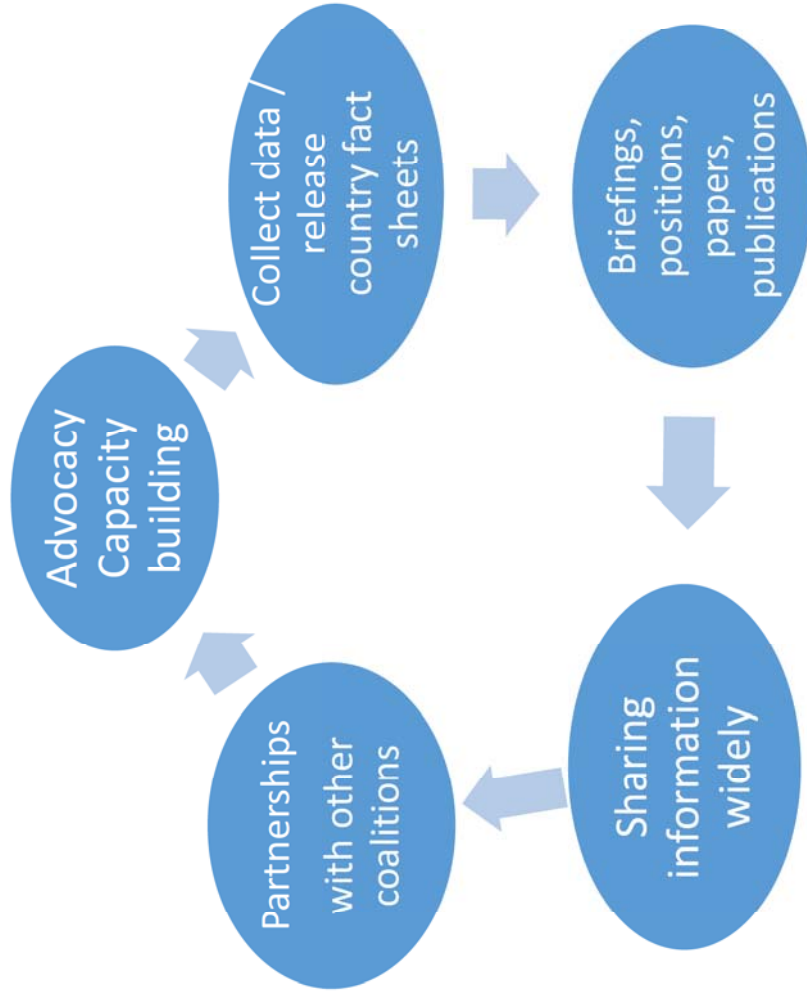 Advocacy
Capacity
building
Collect data /
release
country fact
sheets
Briefings,
positions,
papers,
publications
Sharing
information
widely
Partnerships
with other
coalitions